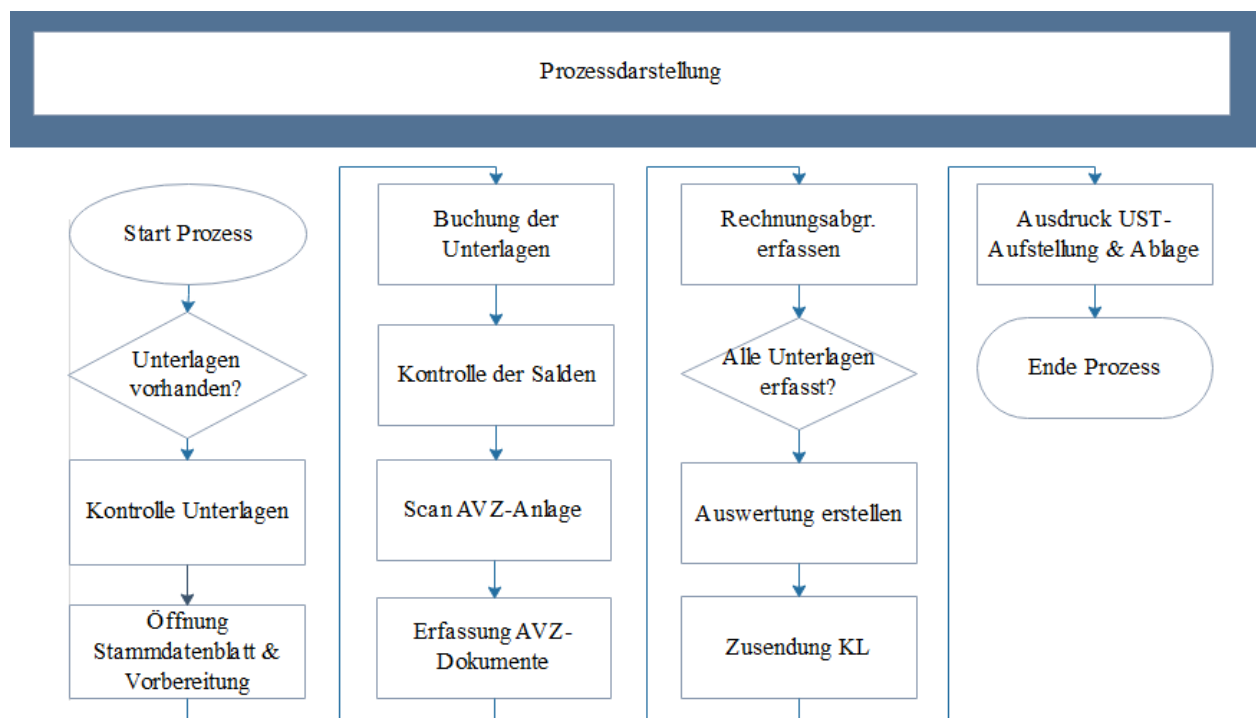 Prozessdarstellung
Start Prozess
Unterlagen
vorhanden?
Kontrolle Unterlagen
Öffnung
Stammdatenblatt &
Vorbereitung
Buchung der
Unterlagen
Kontrolle der Salden
Scan AVZ-Anlage
Erfassung AVZ-
Dokumente
Rechnungsabgr.
erfassen
Alle Unterlagen
erfasst?
Auswertung erstellen
Zusendung KL
Ausdruck UST-
Aufstellung & Ablage
Ende Prozess